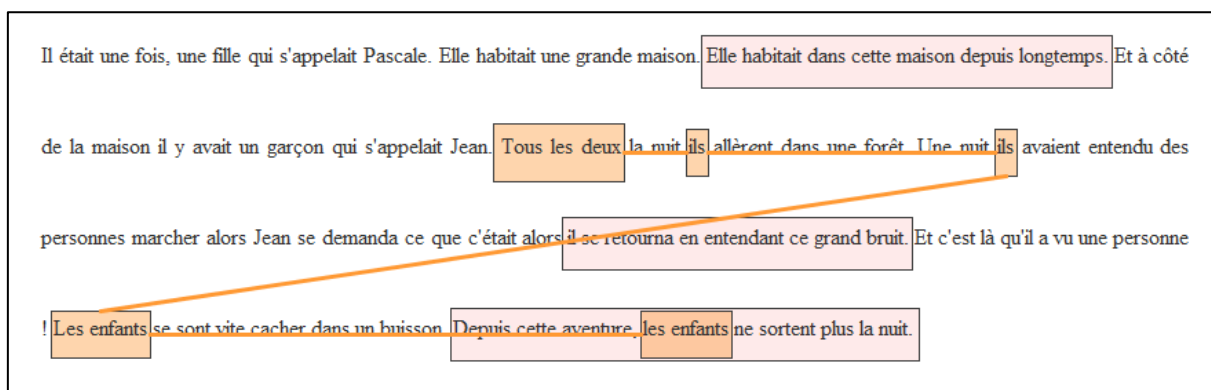 Il était une fois, une fille qui s'appelait Pascale. Elle habitait une grande maison. Elle habitait dans cette maison depuis longtemps. Et à côté
de la maison il y avait un garçon qui s'appelait Jean. Tous les deux la nuit ils allèrent dans une forêt. Une nuit ils avaient entendu des
personnes marcher alors Jean se demanda ce que c'était alors il se retourna en entendant ce grand bruit. Et c'est là qu'il a vu une personne
! Les enfants se sont vite cacher dans un buisson. Depuis cette aventure, les enfants ne sortent plus la nuit.